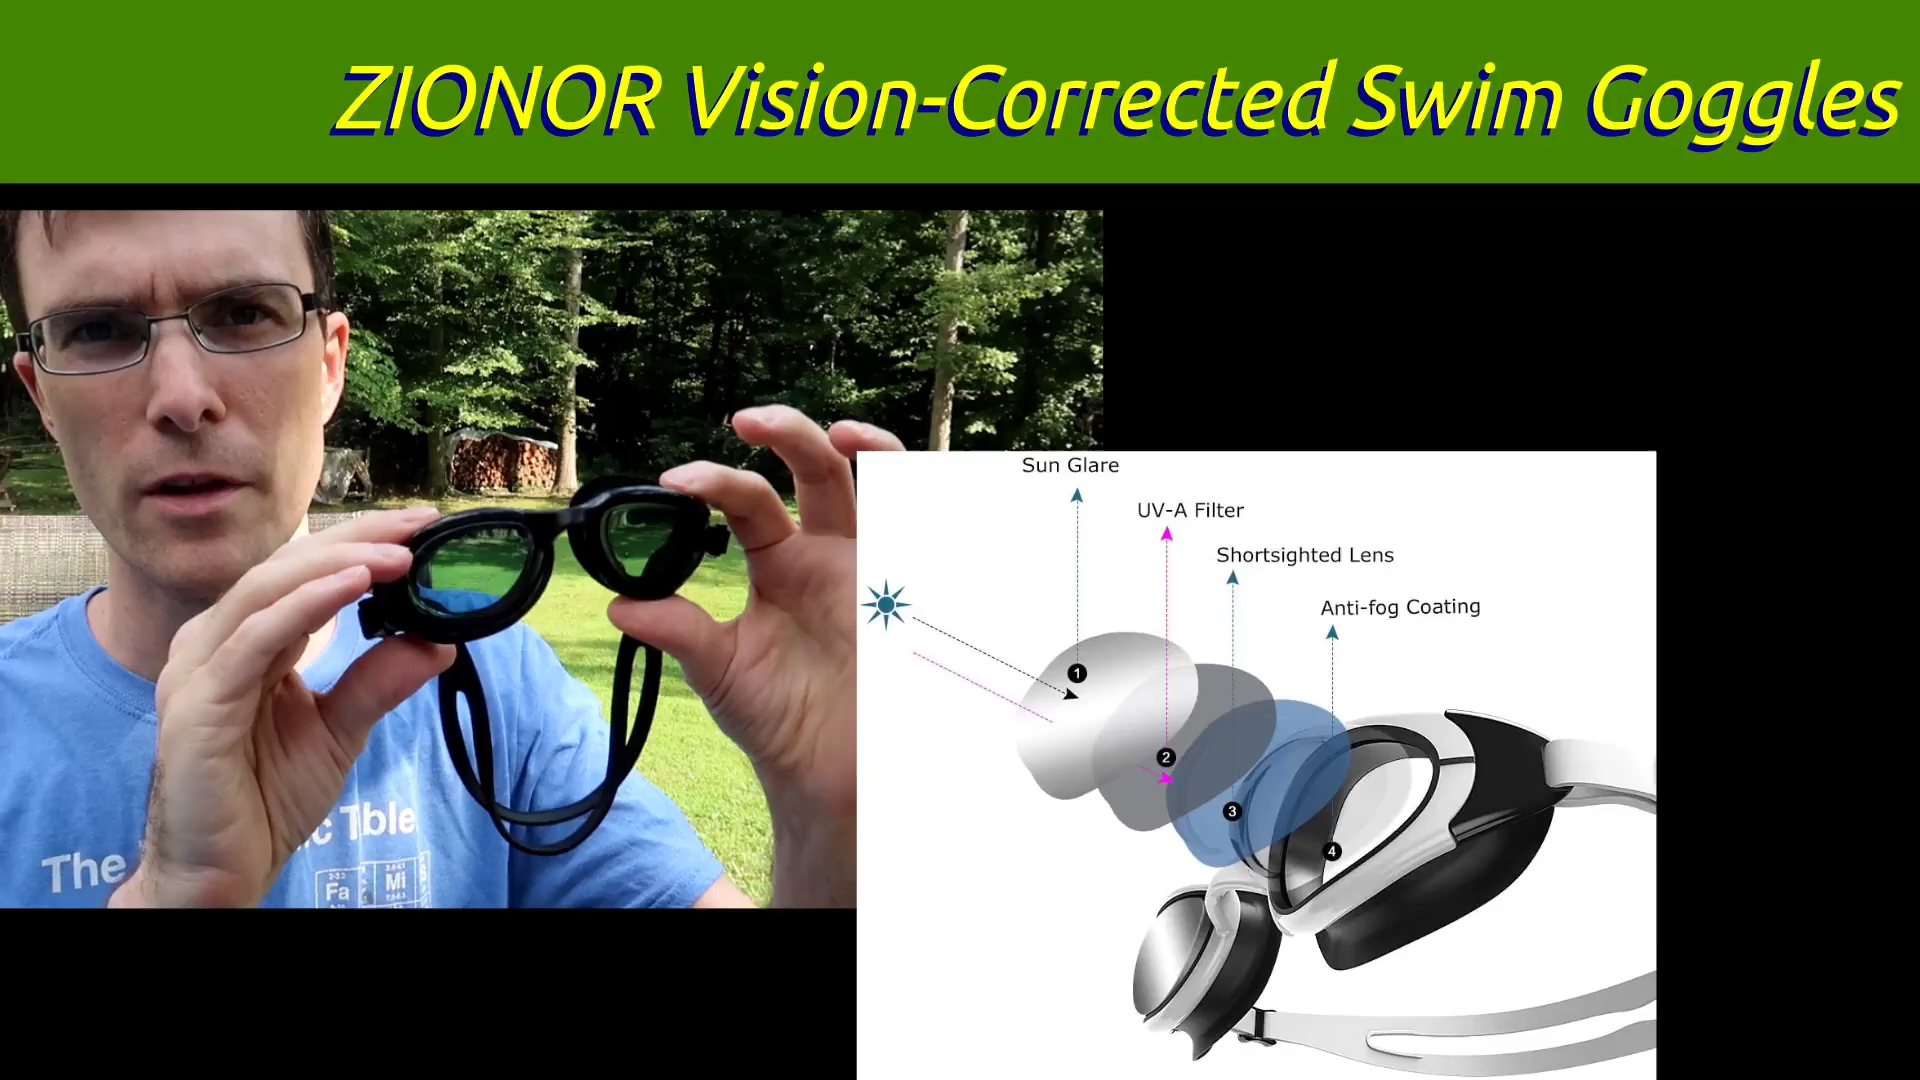 ZIONOR Vision-Corrected Swim Goggles
Sun Glare
UV-A Filter
Shortsighted Lens
Anti-fog Coating
1
2
3
4
The
Fa
Mi